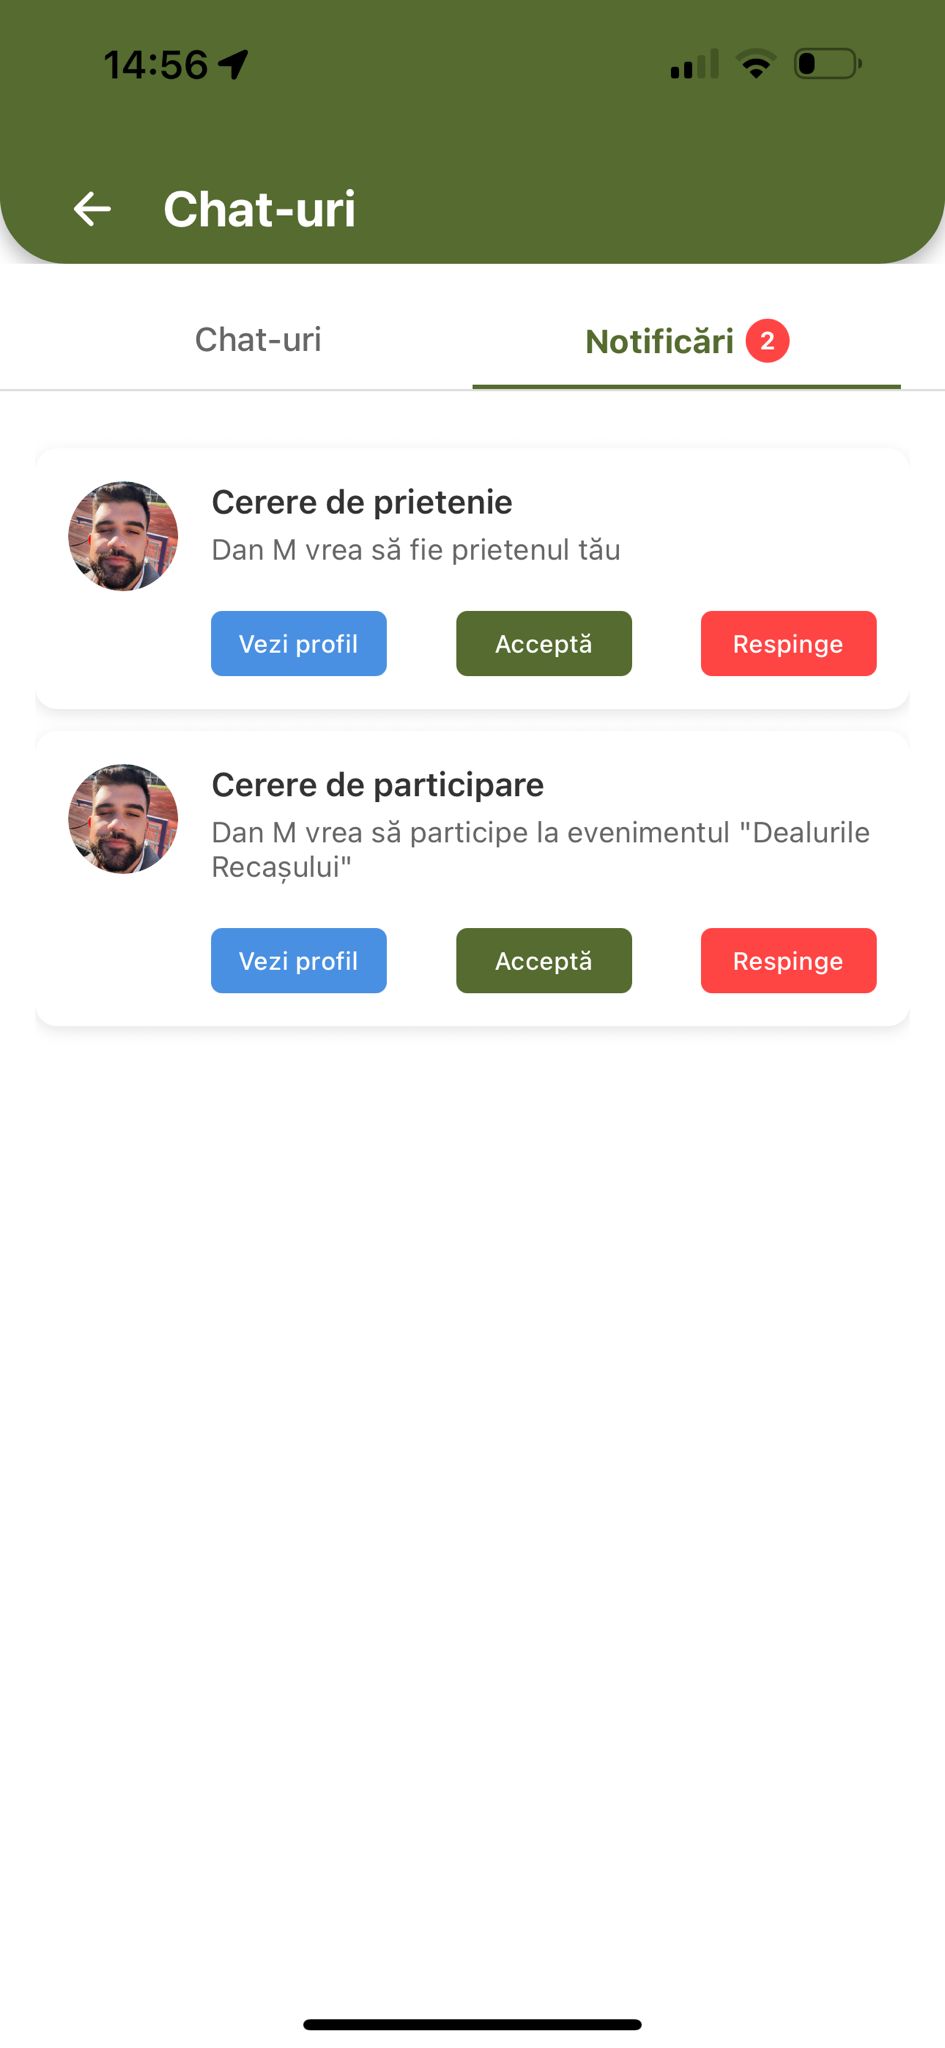 14:56
Chat-uri
Chat-uri
Notificări 2
Cerere de prietenie
Dan M vrea să fie prietenul tău
Vezi profil
Acceptă
Respinge
Cerere de participare
Dan M vrea să participe la evenimentul "Dealurile
Recașului"
Vezi profil
Acceptă
Respinge